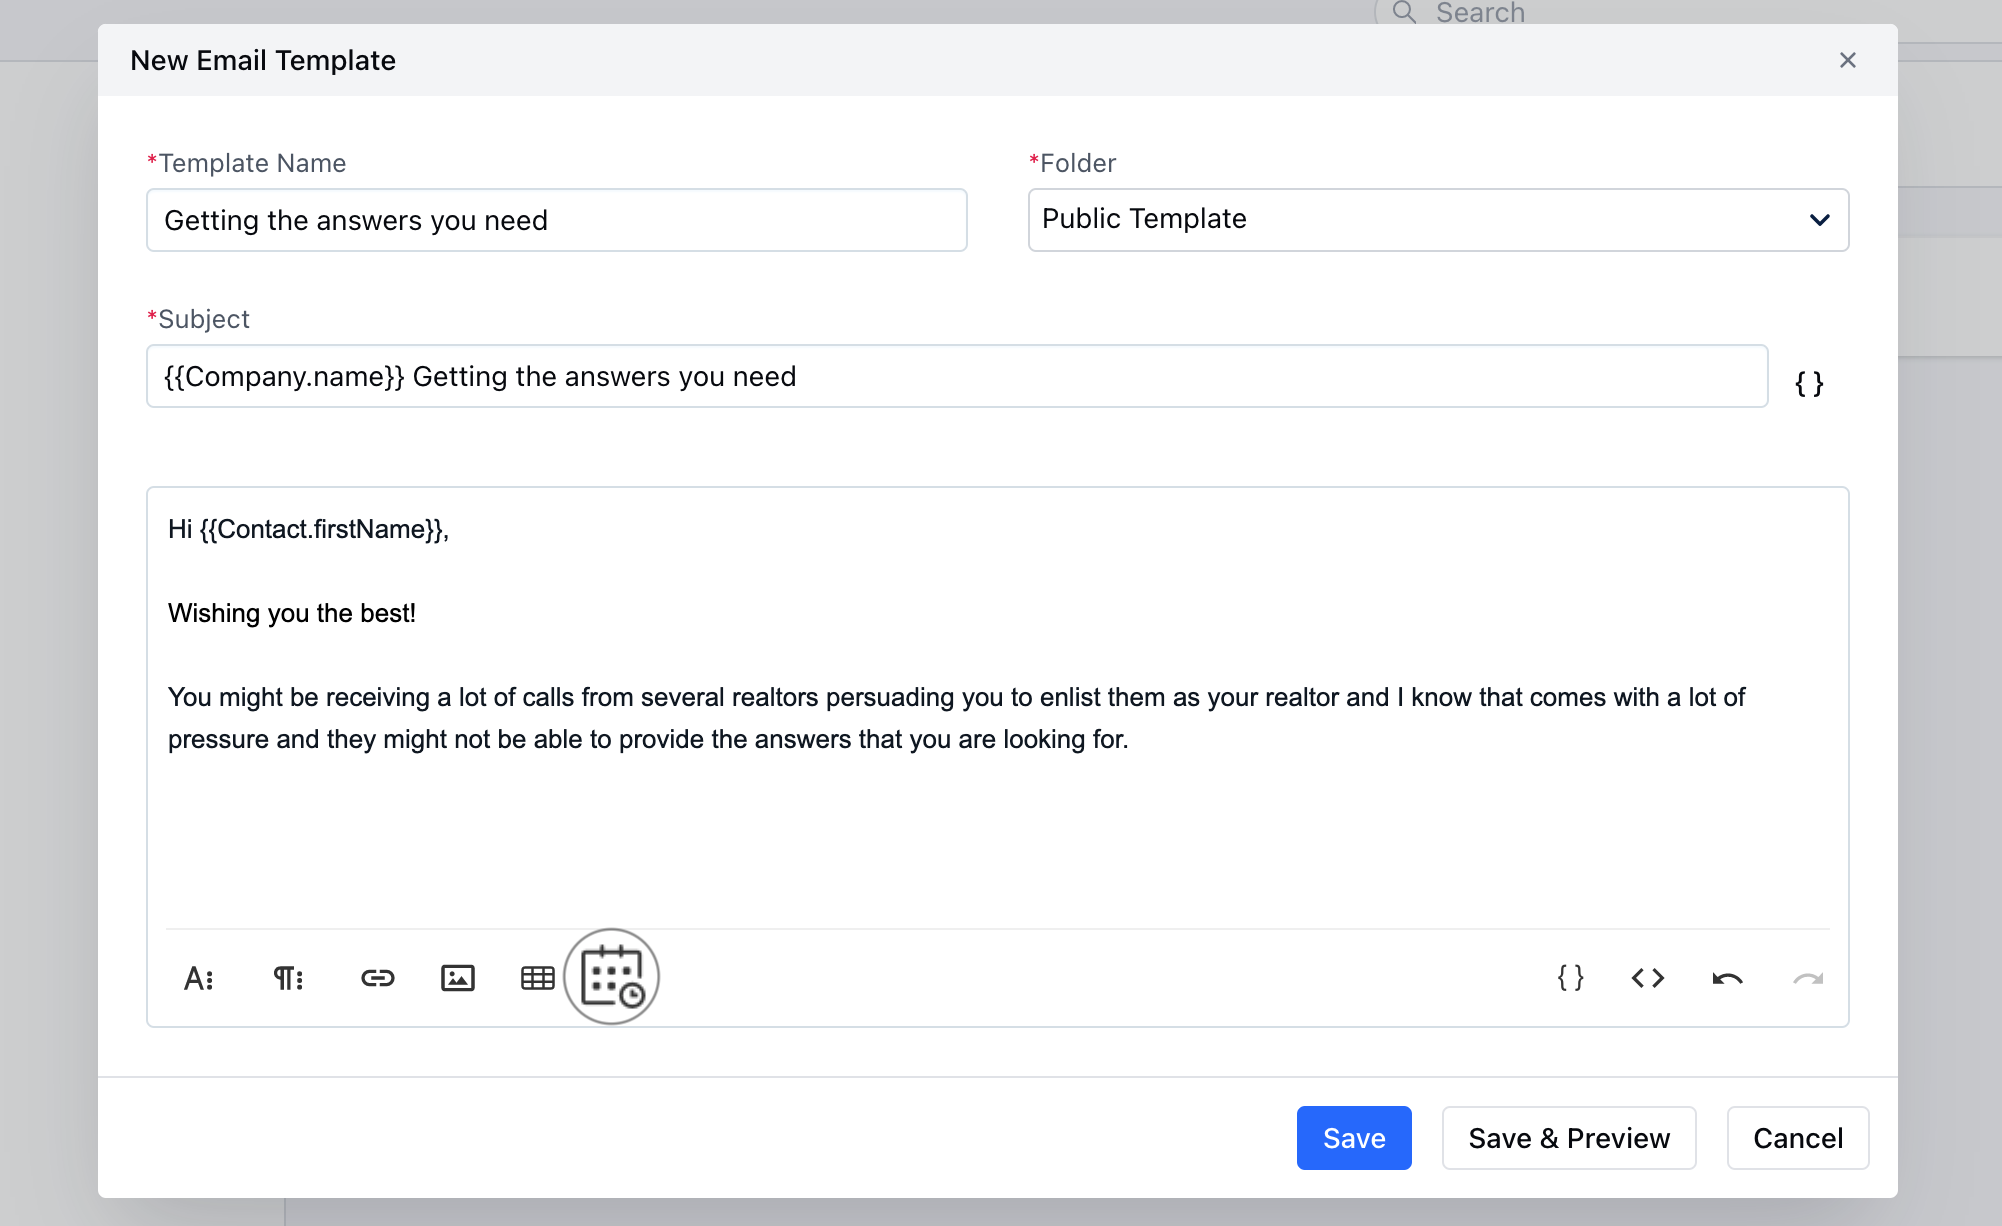 Search
New Email Template
*Template Name
*Folder
Getting the answers you need
Public Template
*Subject
{{Company.name}} Getting the answers you need
{ }
Hi {{Contact.firstName}},
Wishing you the best!
You might be receiving a lot of calls from several realtors persuading you to enlist them as your realtor and I know that comes with a lot of
pressure and they might not be able to provide the answers that you are looking for.
Save
Save & Preview
Cancel